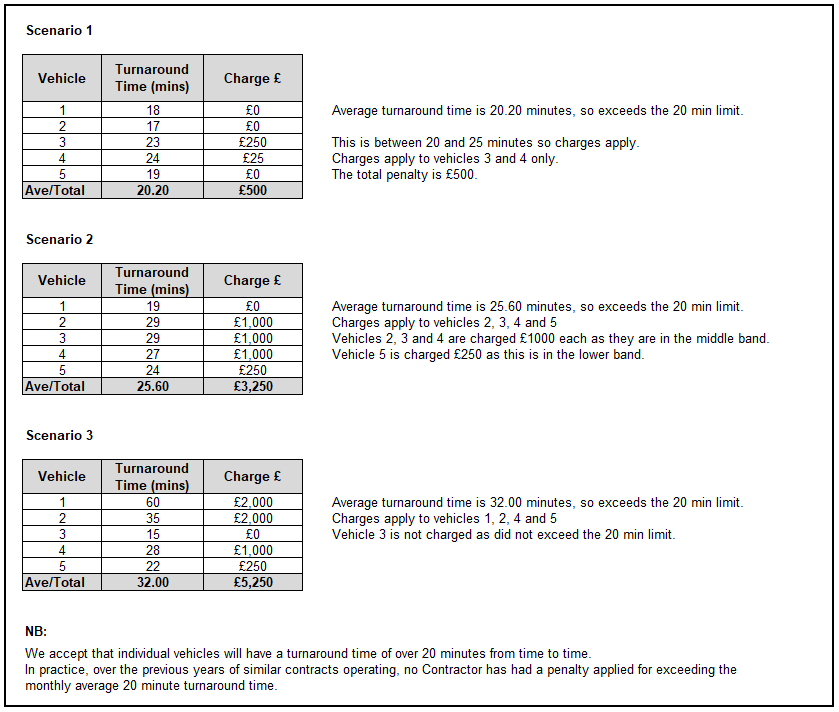 Scenario 1
Vehicle Turnaround Time (mins) Charge £
1 18 £0 Average turnaround time is 20.20 minutes, so exceeds the 20 min limit.
2 17 £0
3 23 £250 This is between 20 and 25 minutes so charges apply.
4 24 £25 Charges apply to vehicles 3 and 4 only.
5 19 £0 The total penalty is £500.
Ave/Total 20.20 £500
Scenario 2
Vehicle Turnaround Time (mins) Charge £
1 19 £0 Average turnaround time is 25.60 minutes, so exceeds the 20 min limit.
2 29 £1,000 Charges apply to vehicles 2, 3, 4 and 5
3 29 £1,000 Vehicles 2, 3 and 4 are charged £1000 each as they are in the middle band.
4 27 £1,000 Vehicle 5 is charged £250 as this is in the lower band.
5 24 £250
Ave/Total 25.60 £3,250
Scenario 3
Vehicle Turnaround Time (mins) Charge £
1 60 £2,000 Average turnaround time is 32.00 minutes, so exceeds the 20 min limit.
2 35 £2,000 Charges apply to vehicles 1, 2, 4 and 5
3 15 £0 Vehicle 3 is not charged as did not exceed the 20 min limit.
4 28 £1,000
5 22 £250
Ave/Total 32.00 £5,250
NB:
We accept that individual vehicles will have a turnaround time of over 20 minutes from time to time.
In practice, over the previous years of similar contracts operating, no Contractor has had a penalty applied for exceeding the
monthly average 20 minute turnaround time.